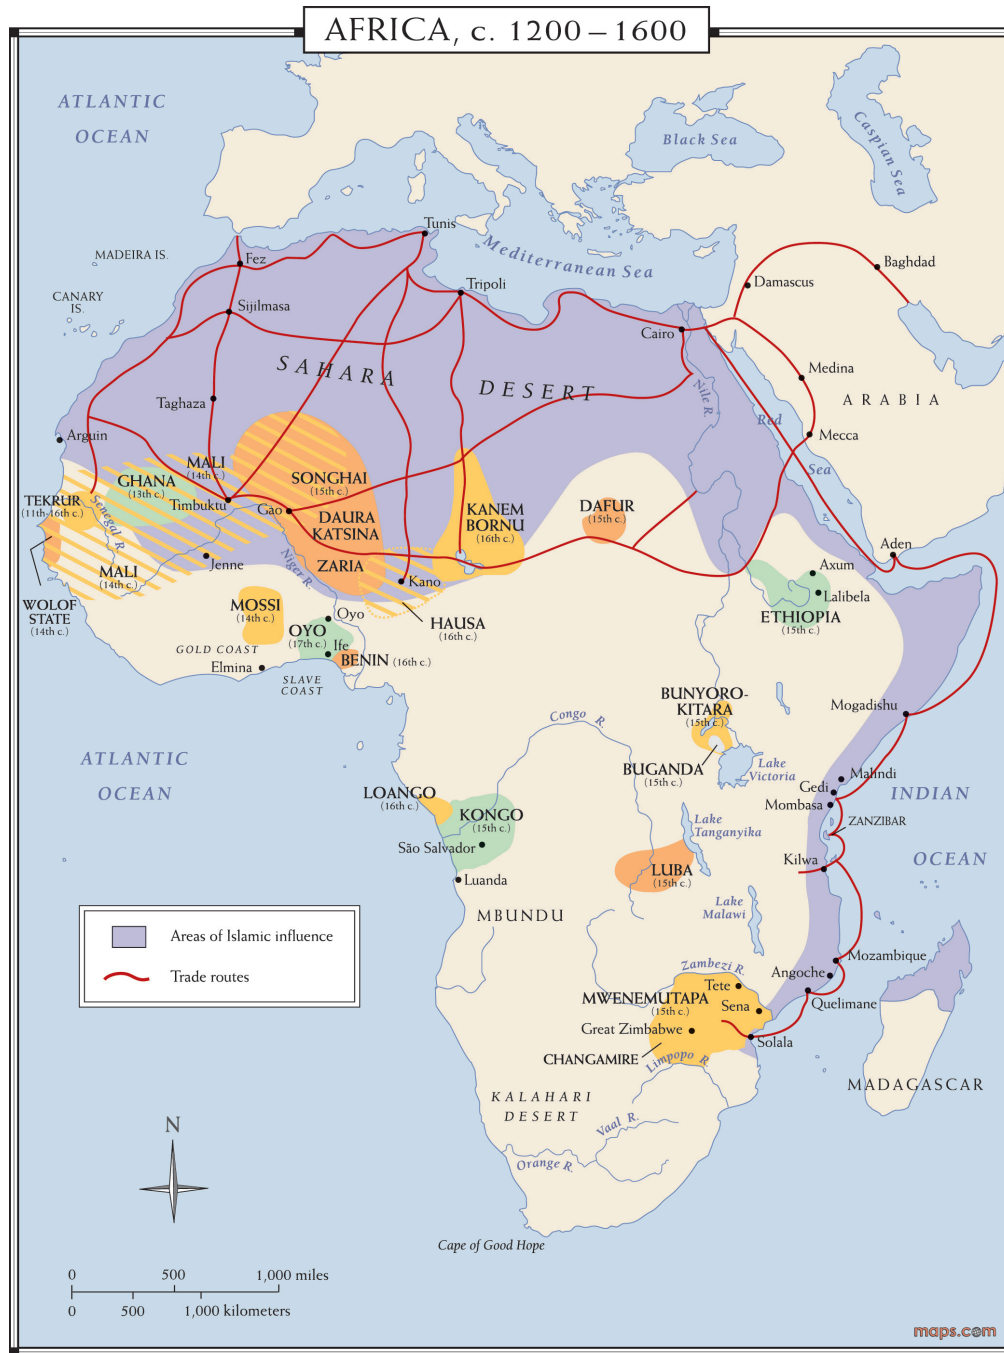 AFRICA, c. 1200–1600
ATLANTIC
OCEAN
Black Sea
Caspian Sea
Tunis
MADEIRA IS.
Fez
Mediterranean Sea
Baghdad
Damascus
Tripoli
CANARY
IS.
Sijilmasa
Cairo
SAHARA
DESERT
Medina
Nile R.
ARABIA
Taghaza
Red
Sea
Mecca
Arguin
MALI
(14th c.)
GHANA
(13th c.)
SONGHAI
(15th c.)
TEKRUR
(11th-16th c.)
Senegal R.
Timbuktu
Gao
DAURA
KATSINA
KANEM
BORNU
(16th c.)
DAFUR
(15th c.)
Aden
Axum
Jenne
Niger R.
ZARIA
MALI
(14th c.)
Kano
Lalibela
WOLOF
STATE
(14th c.)
MOSSI
(14th c.)
Oyo
HAUSA
(16th c.)
ETHIOPIA
(15th c.)
OYO
(17th c.)
Ife
GOLD COAST
BENIN (16th c.)
Elmina
SLAVE
COAST
BUNYORO-
KITARA
(15th c.)
Mogadishu
Congo R.
ATLANTIC
OCEAN
BUGANDA
(15th c.)
Lake
Victoria
Mahndi
Gedi
Mombasa
INDIAN
OCEAN
LOANGO
(16th c.)
KONGO
(15th c.)
Lake
Tanganyika
ZANZIBAR
São Salvador
Kilwa
LUBA
(15th c.)
Luanda
MBUNDU
Lake
Malawi
Areas of Islamic influence
Trade routes
Zambezi R.
Mozambique
Angoche
Tete
MWENEMUTAPA
(15th c.)
Sena
Quelimane
Great Zimbabwe
Solala
CHANGAMIRE
Limpopo R
MADAGASCAR
KALAHARI
DESERT
Vaal R.
N
Orange R.
Cape of Good Hope
0 500 1,000 miles
0 500 1,000 kilometers
maps.com